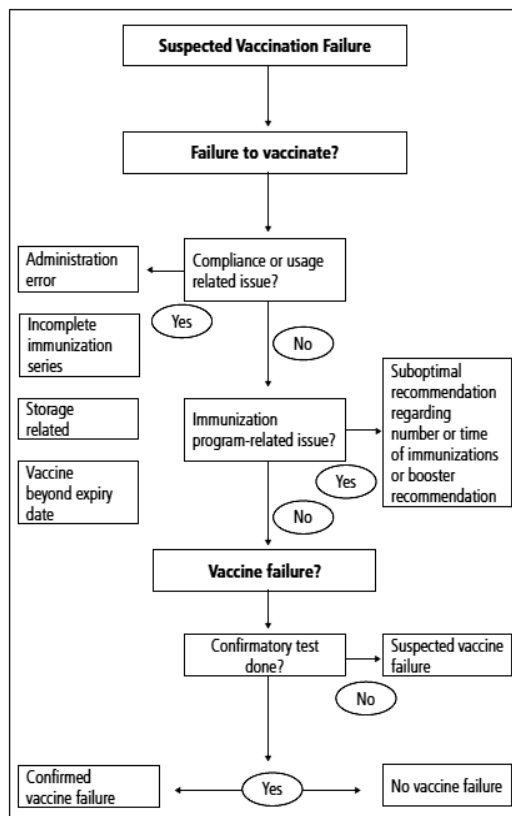 Suspected Vaccination Failure
Failure to vaccinate?
Compliance or usage
related issue?
Administration
error
Yes
Incomplete
immunization
series
No
Storage
related
Immunization
program-related issue?
Suboptimal
recommendation
regarding
number or time
of immunizations
or booster
recommendation
Yes
Vaccine
beyond expiry
date
No
Vaccine failure?
Confirmatory test
done?
Suspected vaccine
failure
No
Confirmed
vaccine failure
Yes
No vaccine failure